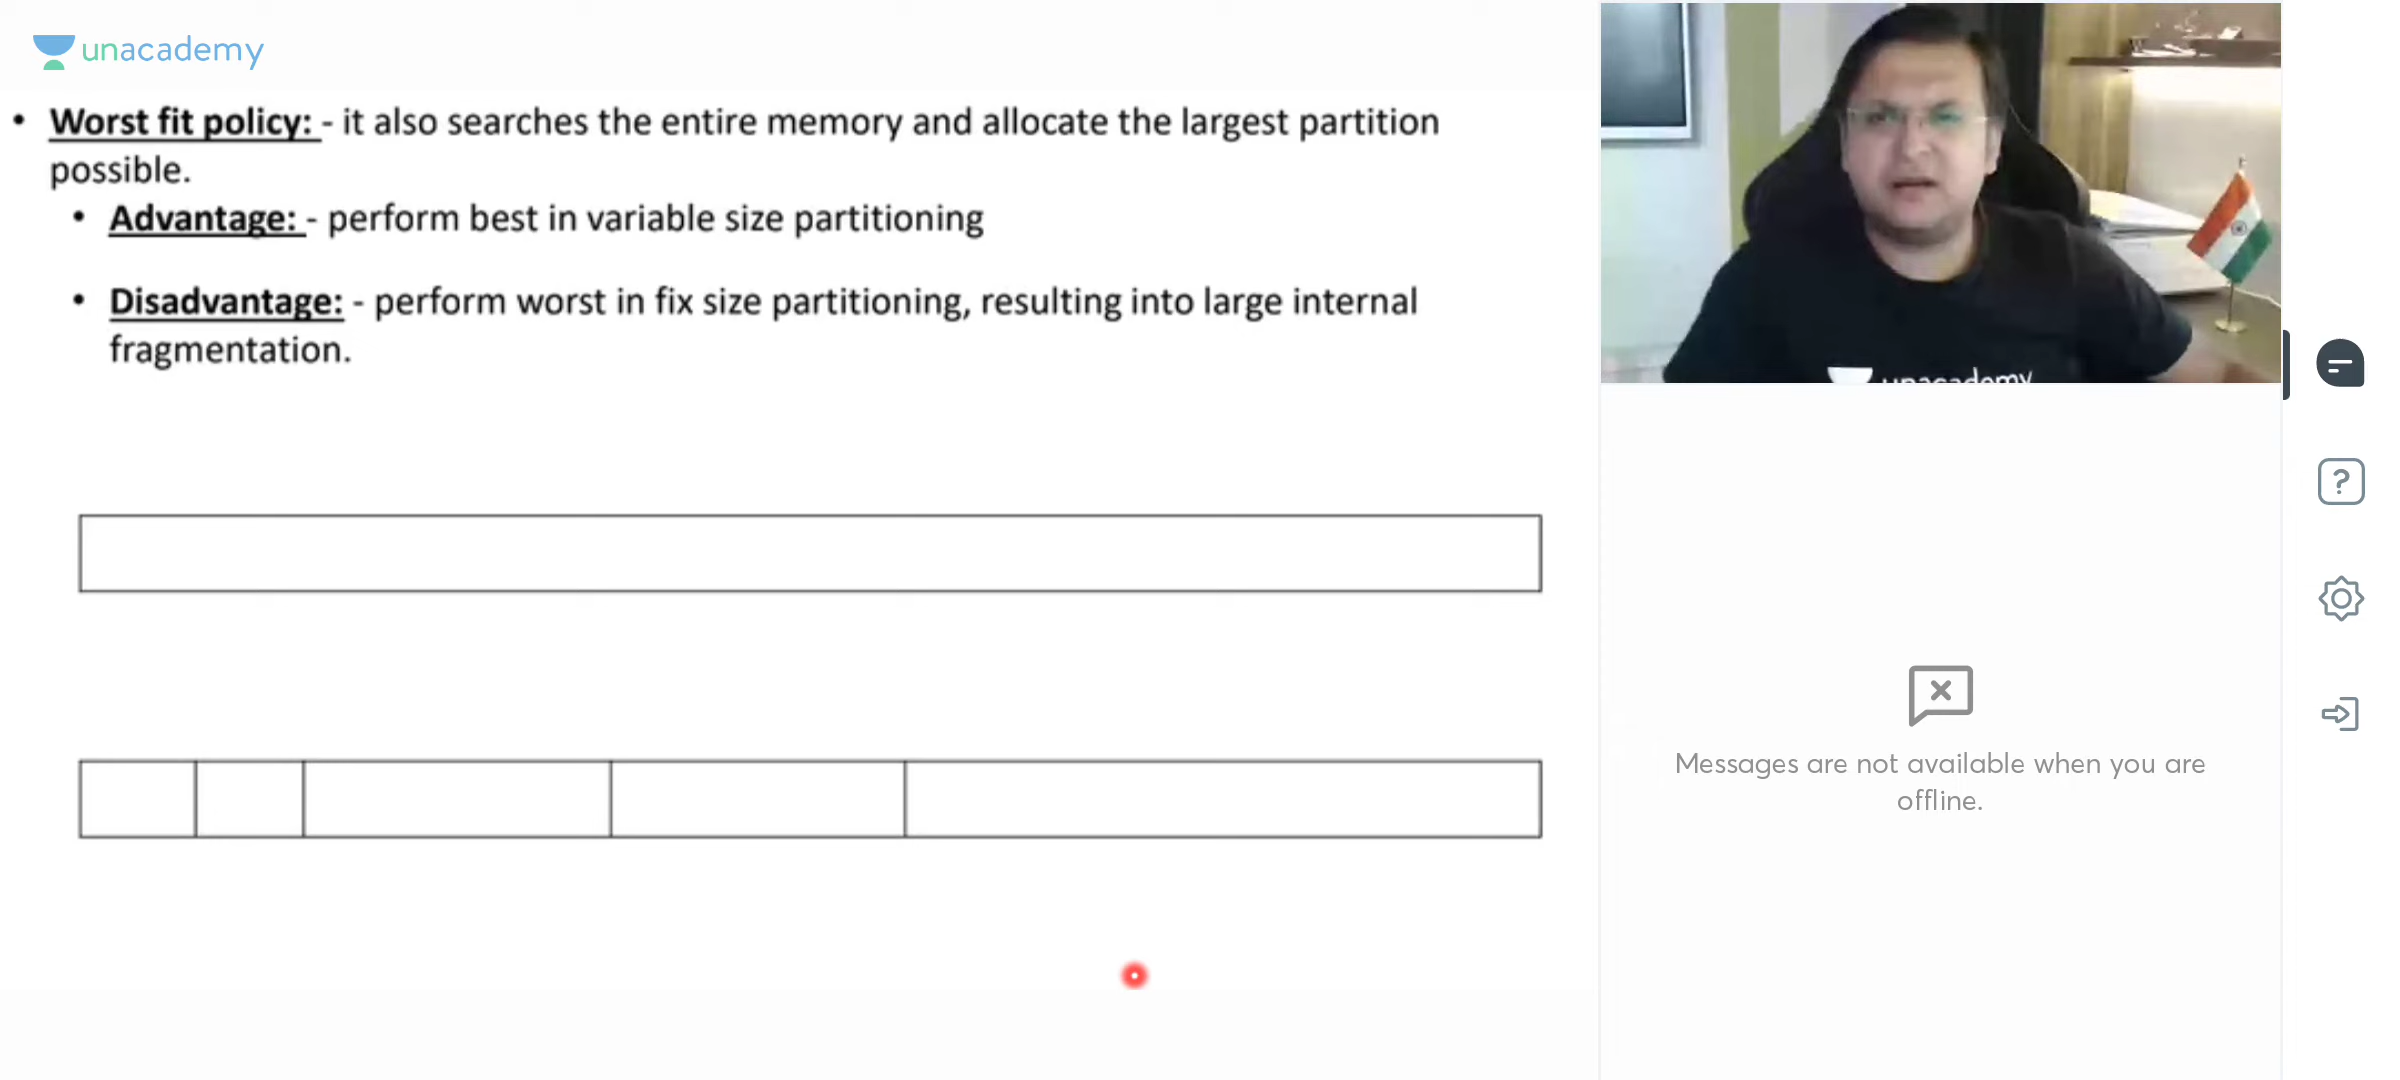 unacademy
• Worst fit policy: - it also searches the entire memory and allocate the largest partition
possible.
• Advantage: - perform best in variable size partitioning
• Disadvantage: - perform worst in fix size partitioning, resulting into large internal
fragmentation.
unacademy
?
Messages are not available when you are
offline.